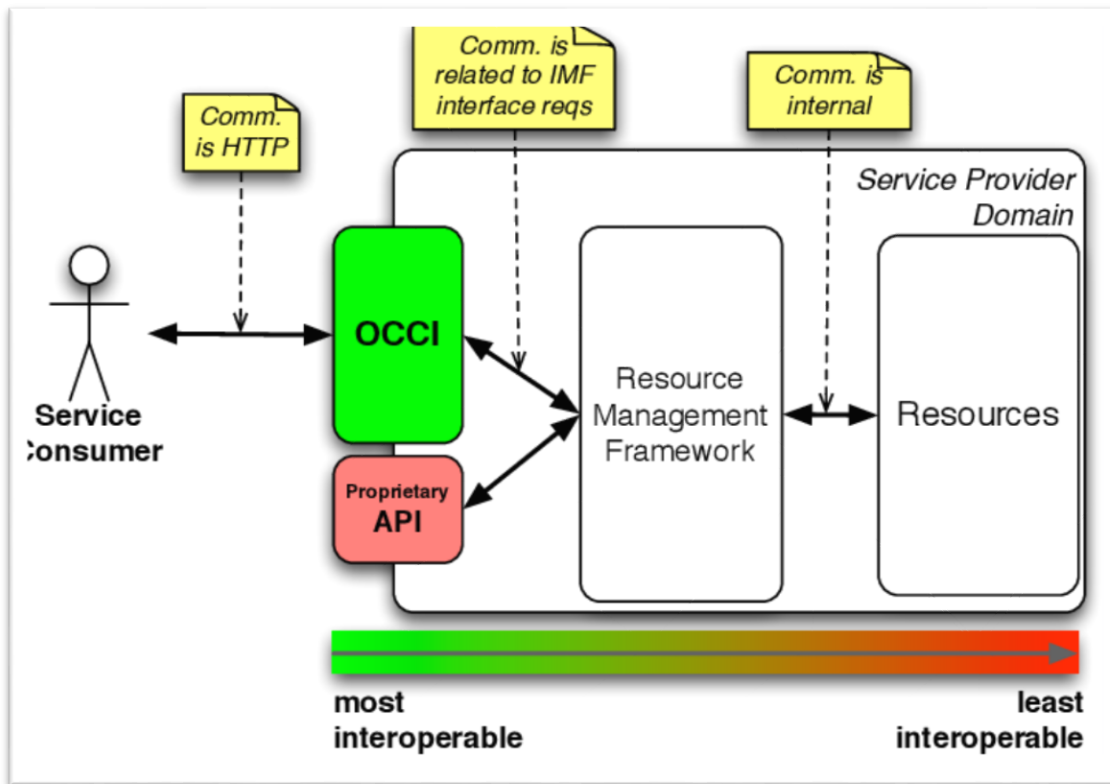 Comm.
is HTTP
Comm. is
related to IMF
interface reqs
Comm. is
internal
Service Provider
Domain
OCCI
Proprietary
API
Resource
Management
Framework
Resources
Service
onsumer
most
interoperable
least
interoperable